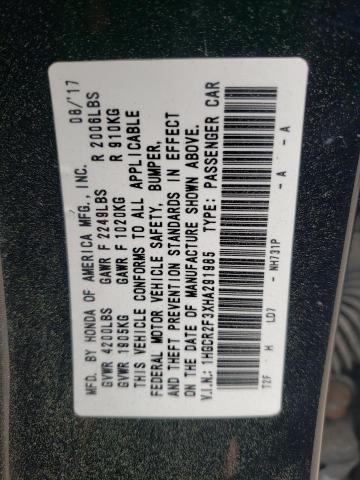 MFD. BY HONDA OF AMERICA MFG., INC. 08/'17
GVWR 4200LBS GAWR F 2249LBS R 2006LBS
GVWR 1905KG GAWR F 1020KG R 910KG
THIS VEHICLE CONFORMS TO ALL APPLICABLE
FEDERAL MOTOR VEHICLE SAFETY, BUMPER,
AND THEFT PREVENTION STANDARDS IN EFFECT
ON THE DATE OF MANUFACTURE SHOWN ABOVE.
V.I.N.: 1HGCR2F3XHA291985 TYPE: PASSENGER CAR
T2F H LD7 - NH731P - A - A